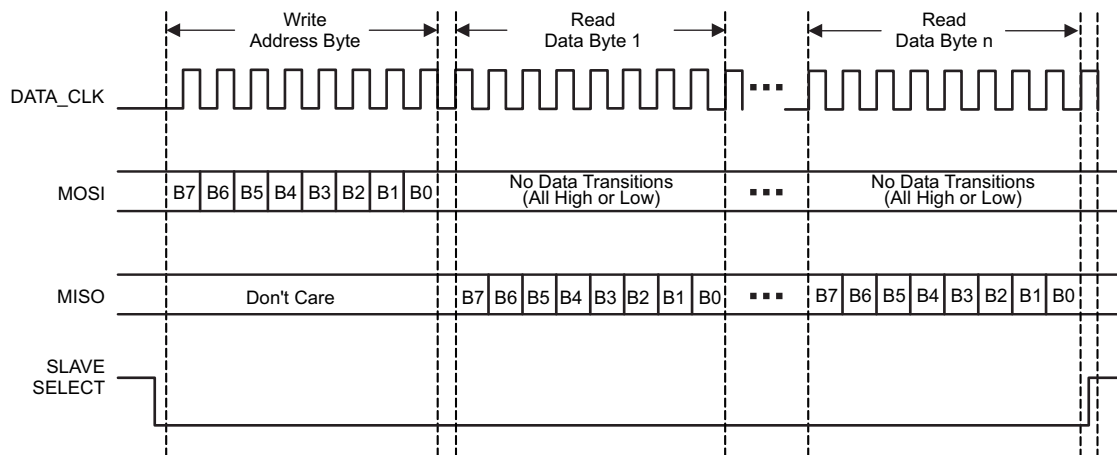 Write
Address Byte
Read
Data Byte 1
Read
Data Byte n
DATA_CLK
MOSI
B7 B6 B5 B4 B3 B2 B1 B0
No Data Transitions
(All High or Low)
No Data Transitions
(All High or Low)
MISO
Don't Care
B7 B6 B5 B4 B3 B2 B1 B0
B7 B6 B5 B4 B3 B2 B1 B0
SLAVE
SELECT